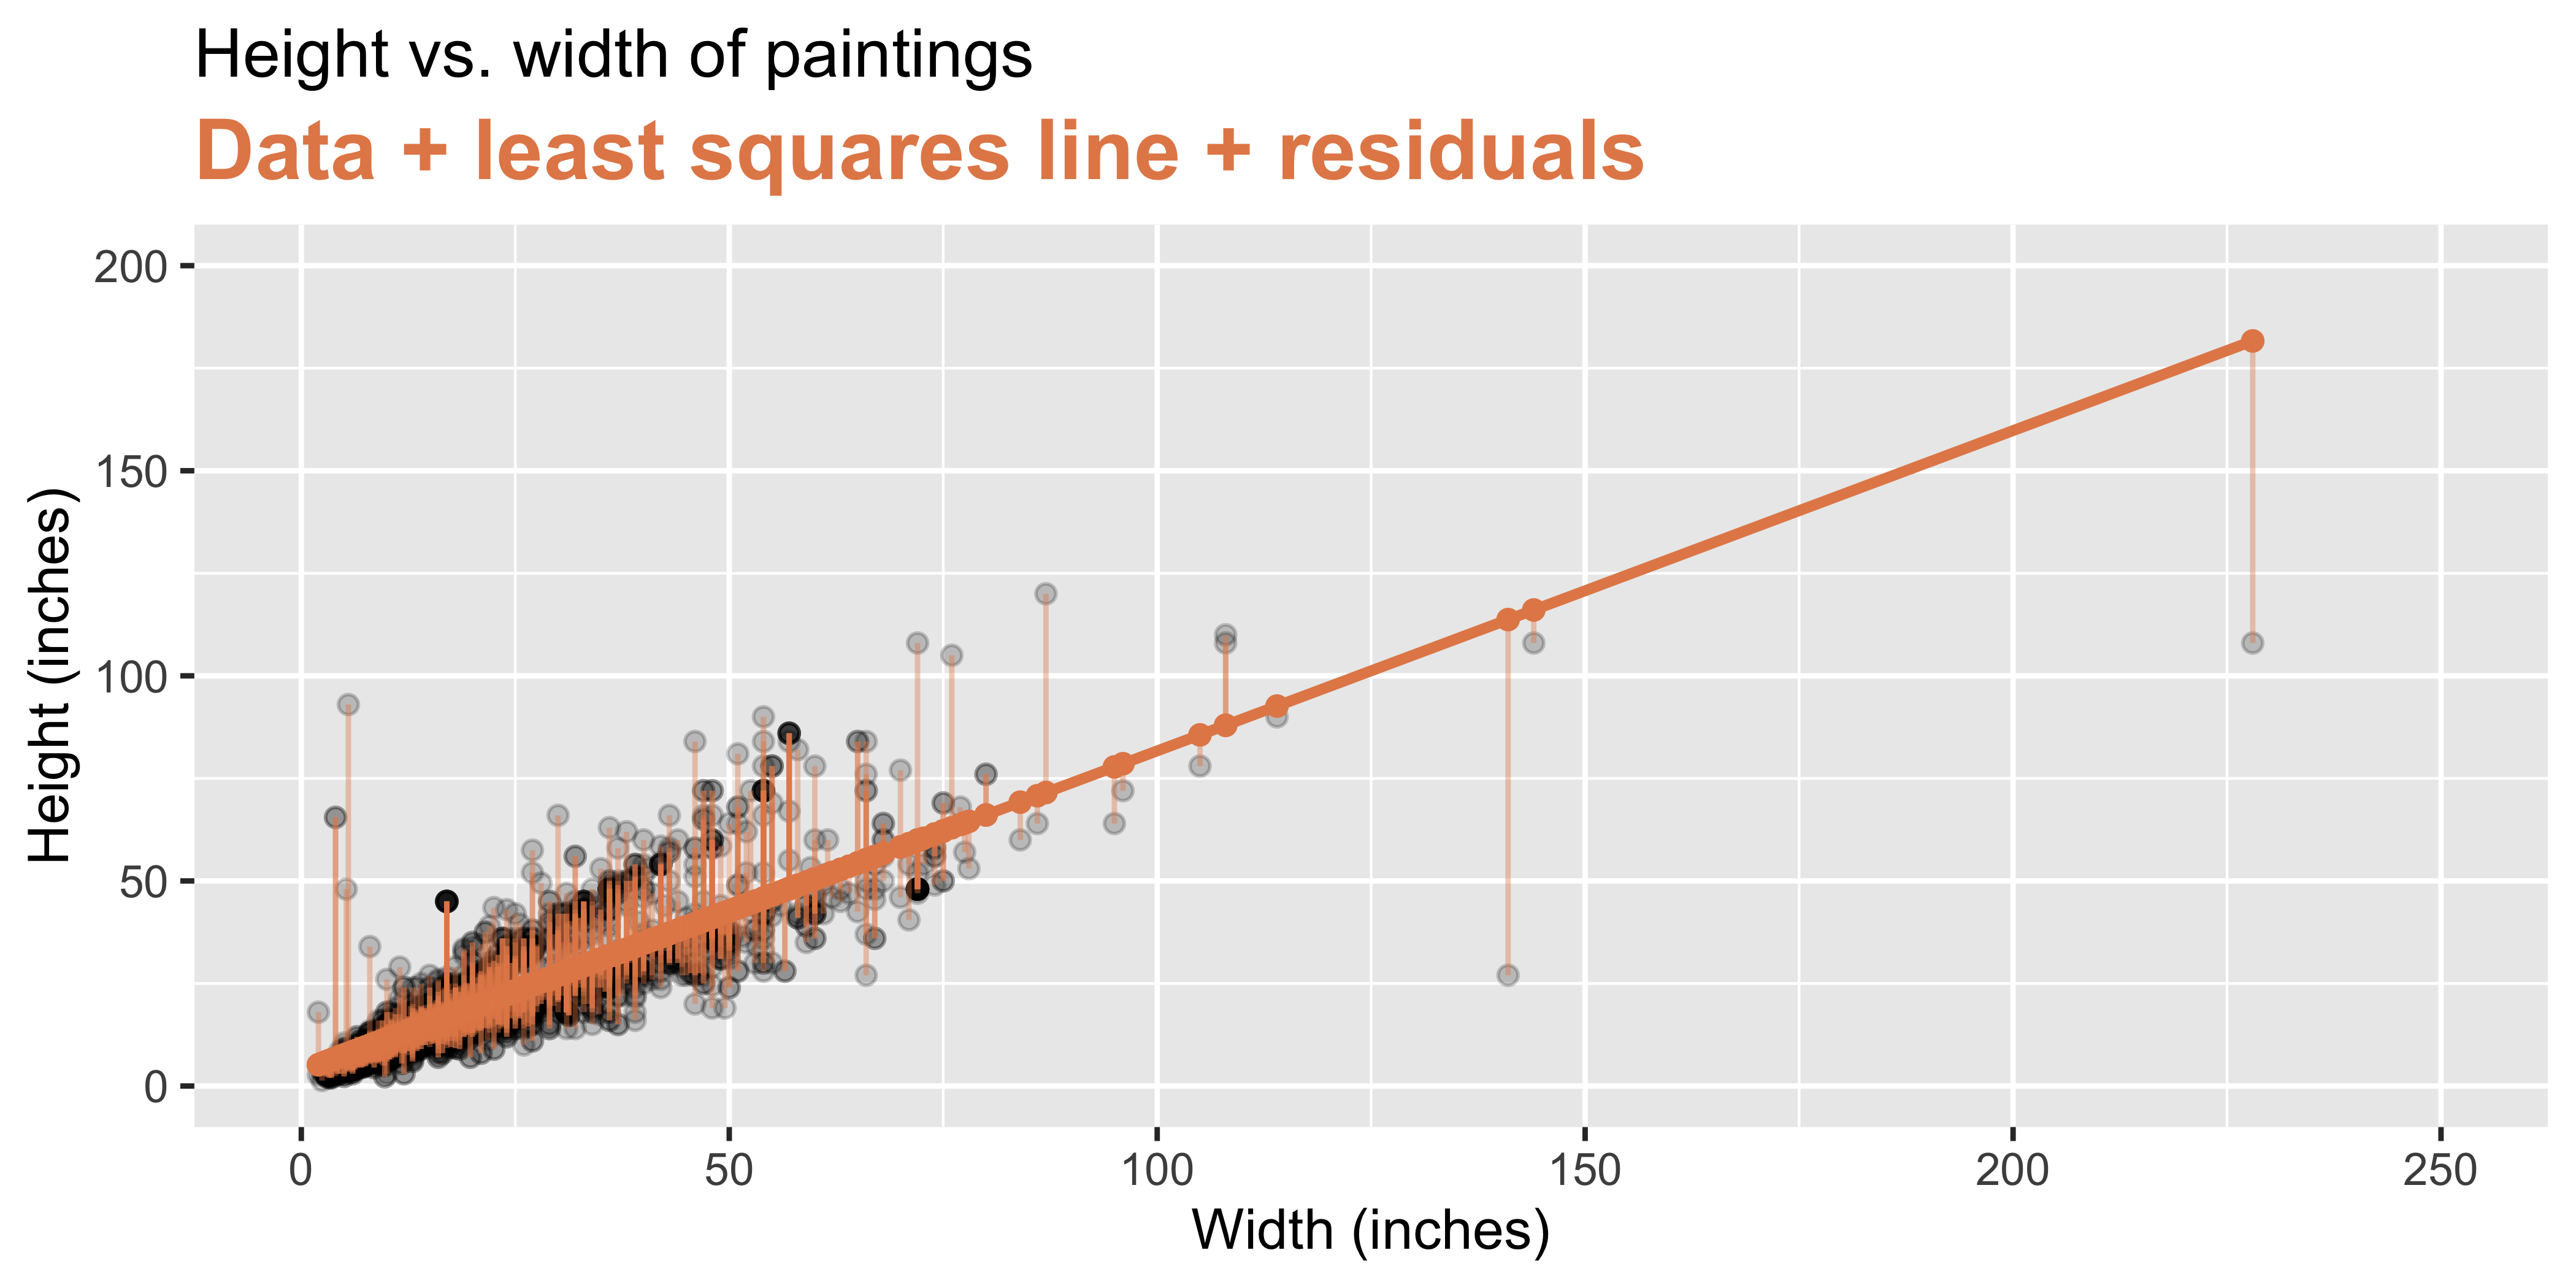 Height vs. width of paintings
Data + least squares line + residuals
Height (inches)
200
150
100
50
0
0 50 100 150 200 250
Width (inches)